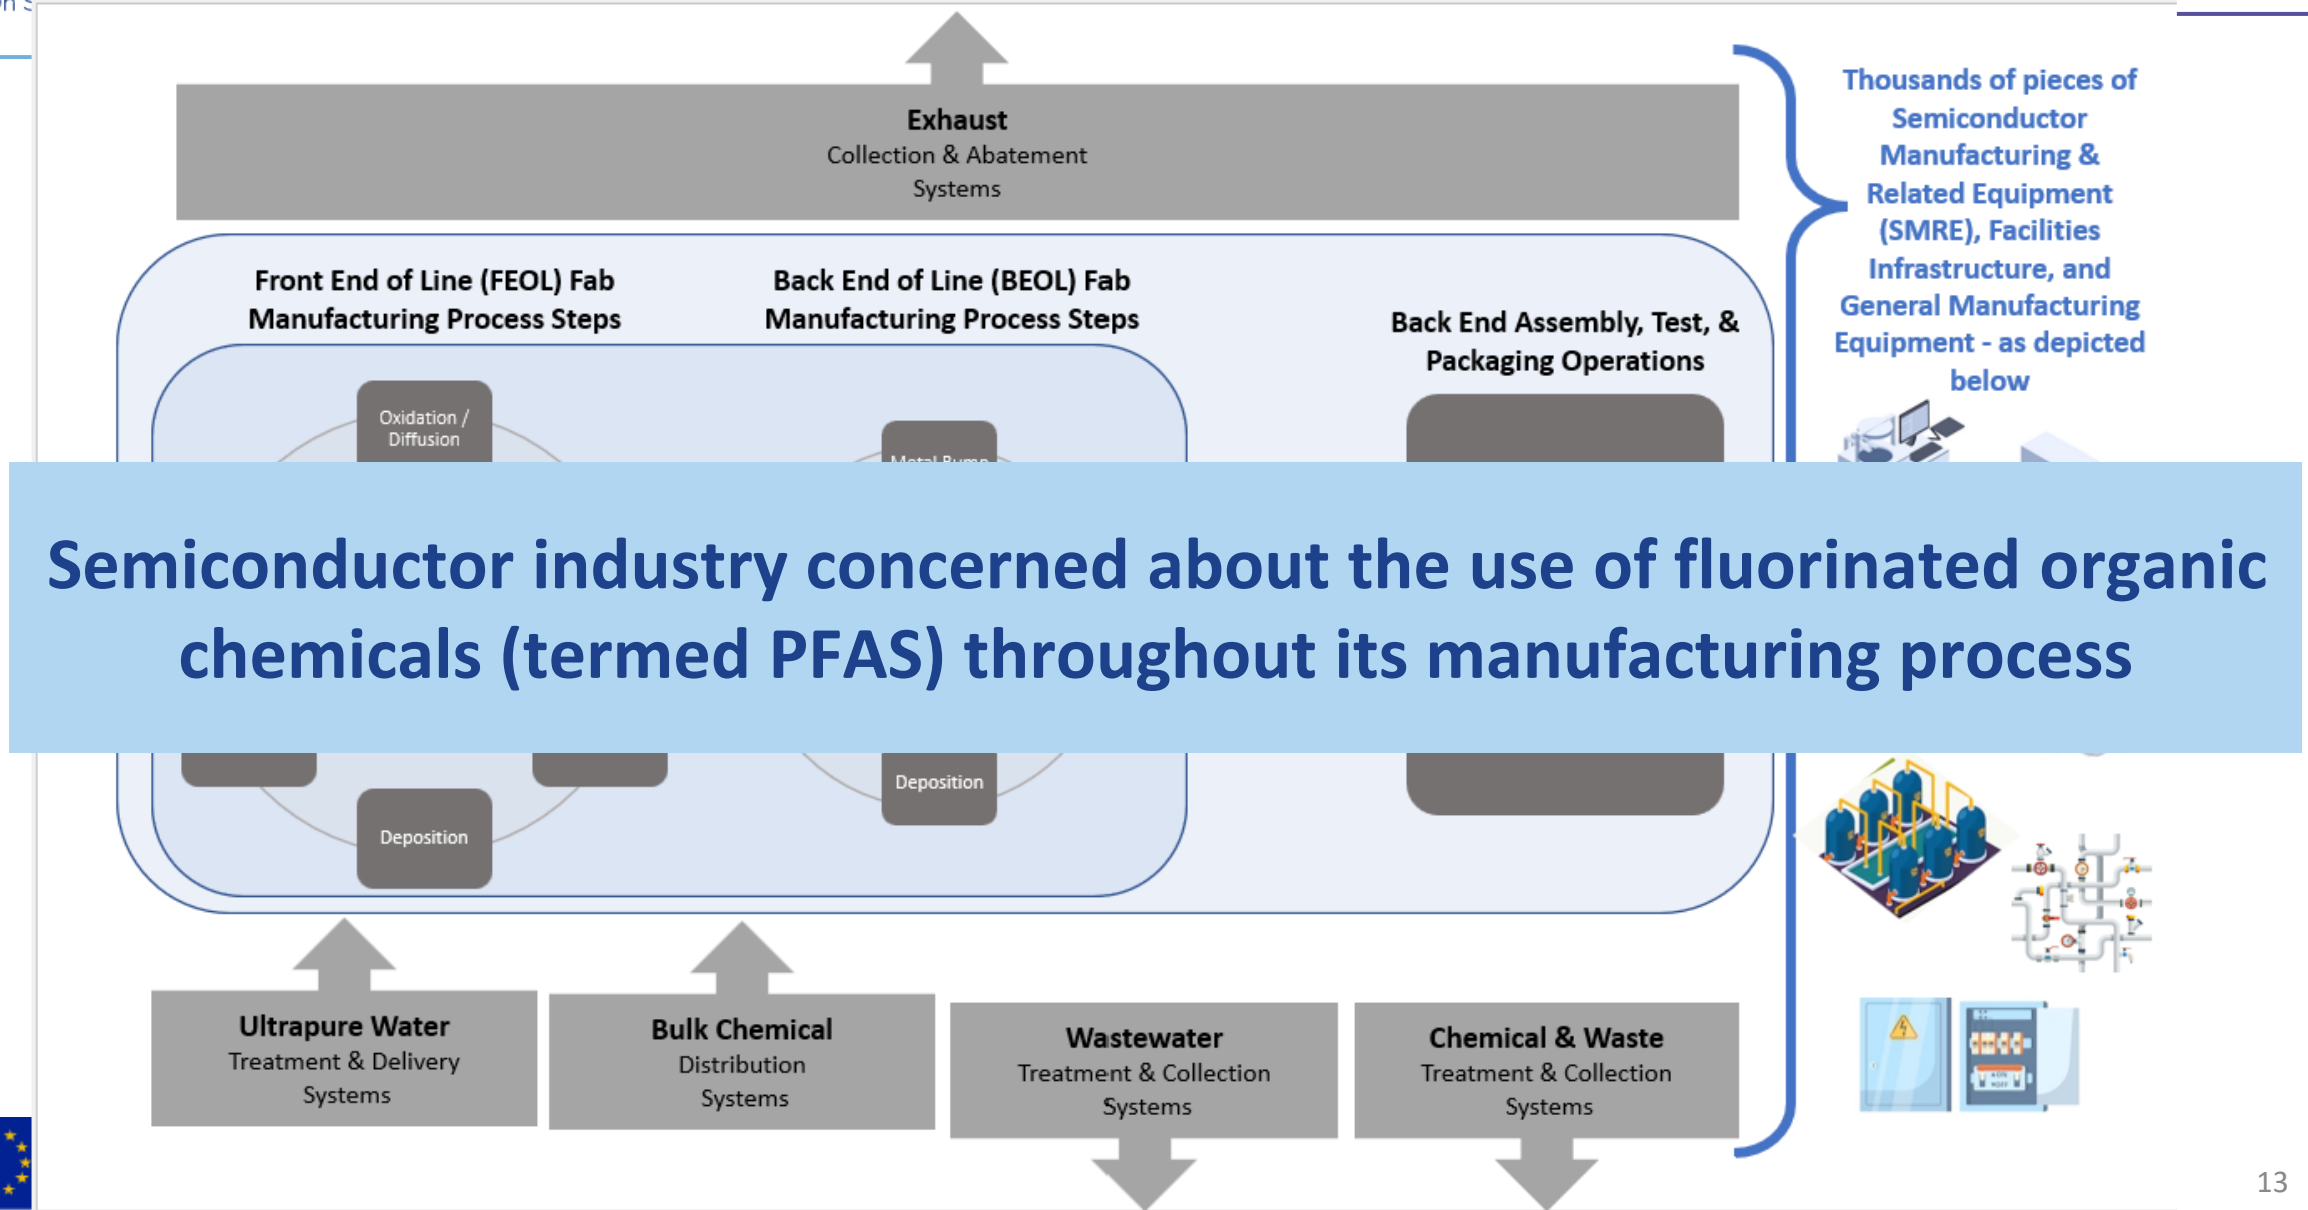 Exhaust
Collection & Abatement
Systems
Thousands of pieces of
Semiconductor
Manufacturing &
Related Equipment
(SMRE), Facilities
Infrastructure, and
General Manufacturing
Equipment - as depicted
below
Front End of Line (FEOL) Fab
Manufacturing Process Steps
Back End of Line (BEOL) Fab
Manufacturing Process Steps
Back End Assembly, Test, &
Packaging Operations
Oxidation /
Diffusion
Metal Bump
Semiconductor industry concerned about the use of fluorinated organic
chemicals (termed PFAS) throughout its manufacturing process
Deposition
Deposition
Ultrapure Water
Treatment & Delivery
Systems
Bulk Chemical
Distribution
Systems
Wastewater
Treatment & Collection
Systems
Chemical & Waste
Treatment & Collection
Systems
13